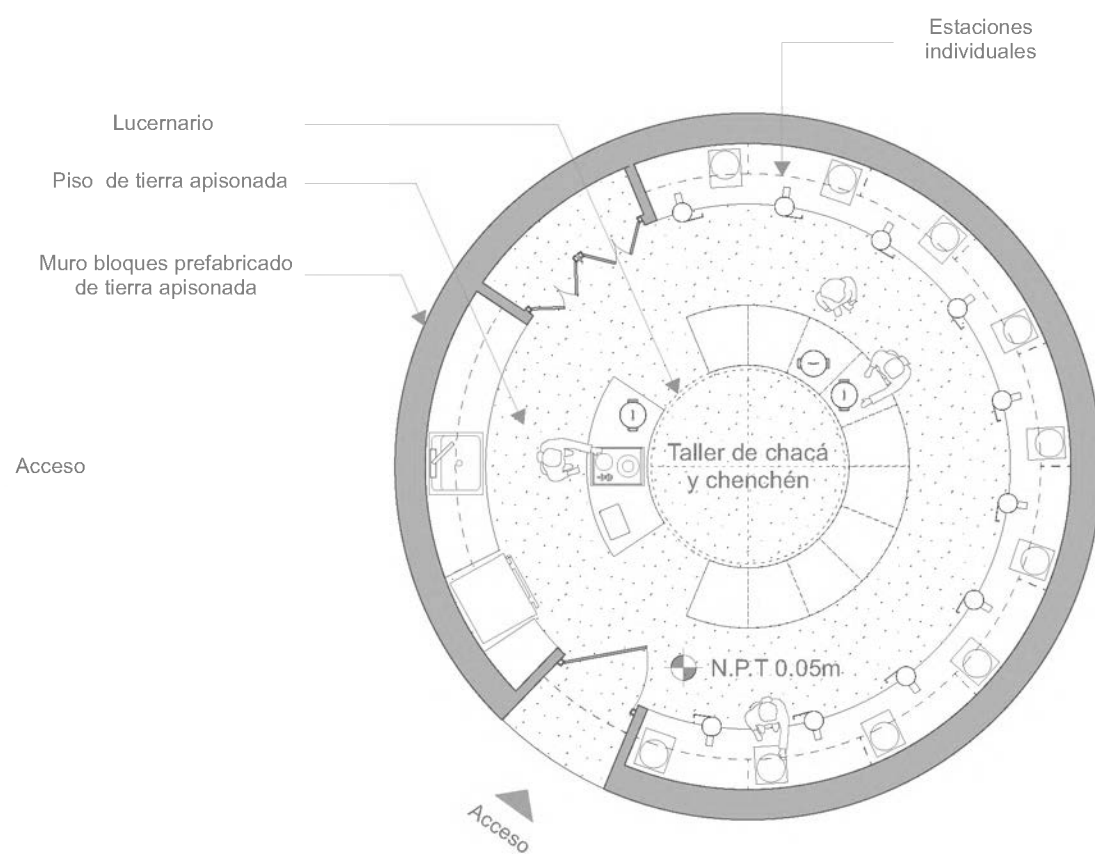 Estaciones
individuales
Lucernario
Piso de tierra apisonada
Muro bloques prefabricado
de tierra apisonada
Acceso
Taller de chacá
y chenchén
N.P.T 0.05m
Acceso